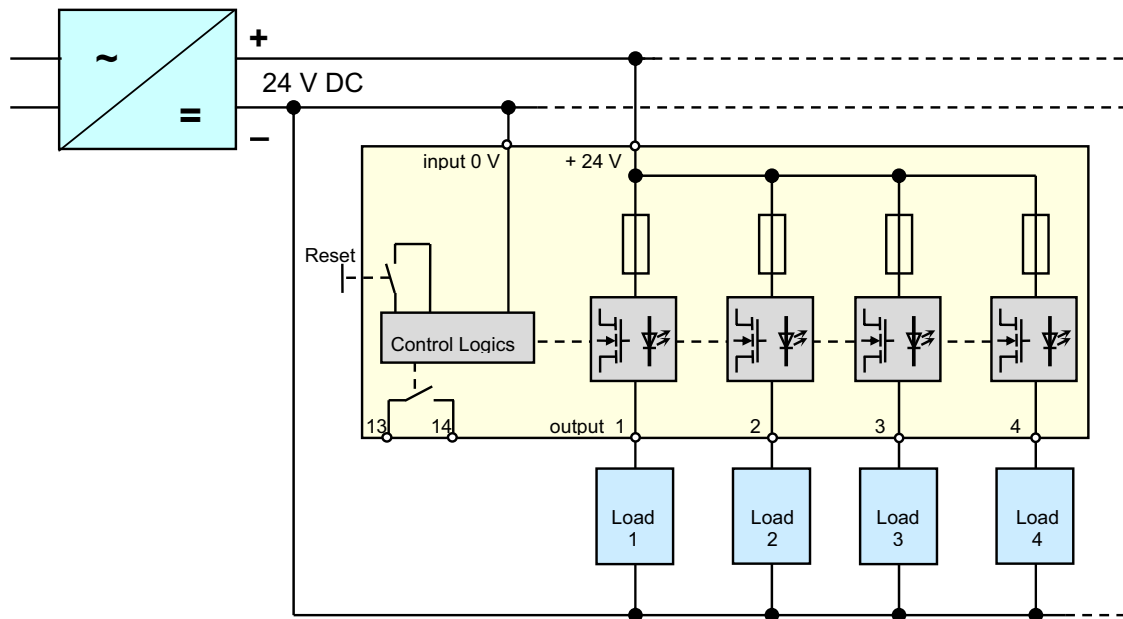 +
~
24 V DC
=
–
input 0 V
+ 24 V
Reset
Control Logics
13
14
output 1
2
3
4
Load
1
Load
2
Load
3
Load
4